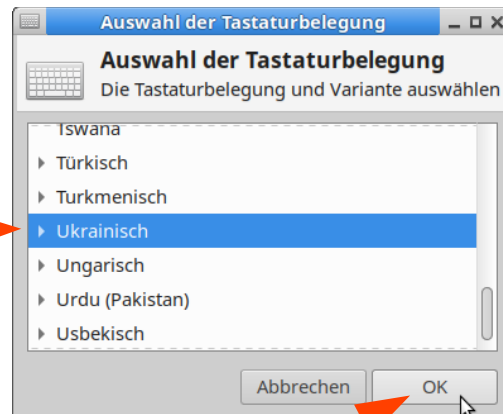 Auswahl der Tastaturbelegung
Auswahl der Tastaturbelegung
Die Tastaturbelegung und Variante auswählen
Tswana
Türkisch
Turkmenisch
Ukrainisch
Ungarisch
Urdu (Pakistan)
Usbekisch
Abbrechen
OK